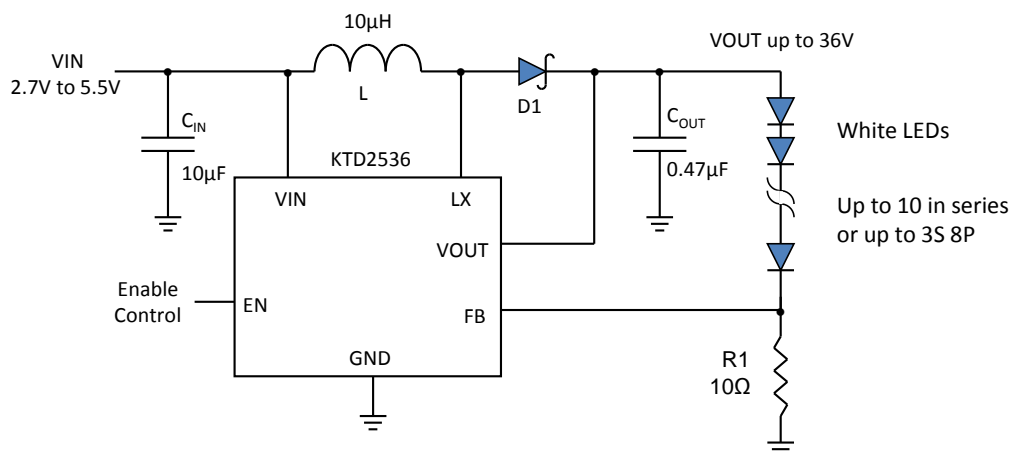 10µH
VOUT up to 36V
VIN
2.7V to 5.5V
L
D1
C_IN
C_OUT
White LEDs
10µF
KTD2536
0.47µF
VIN
LX
Up to 10 in series
or up to 3S 8P
VOUT
Enable
Control
EN
FB
GND
R1
10Ω